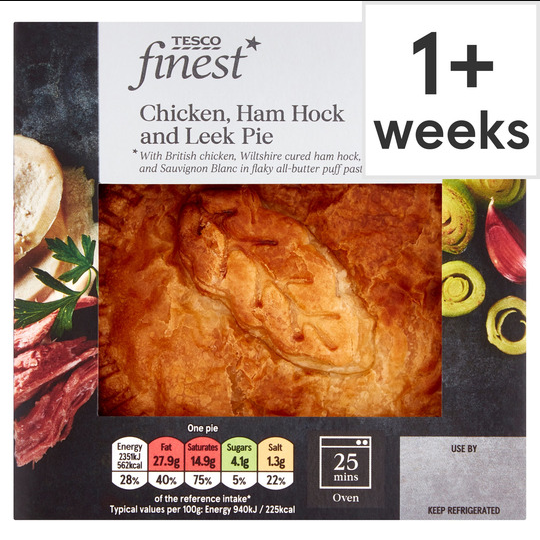 TESCO
finest*
Chicken, Ham Hock
and Leek Pie
*With British chicken, Wiltshire cured ham hock,
and Sauvignon Blanc in flaky all-butter puff past
1+
weeks
One pie
Energy
2351kJ
562kcal
28%
Fat
27.9g
40%
Saturates
14.9g
75%
Sugars
4.1g
5%
Salt
1.3g
22%
of the reference intake*
Typical values per 100g: Energy 940kJ / 225kcal
25
mins
Oven
USE BY
KEEP REFRIGERATED